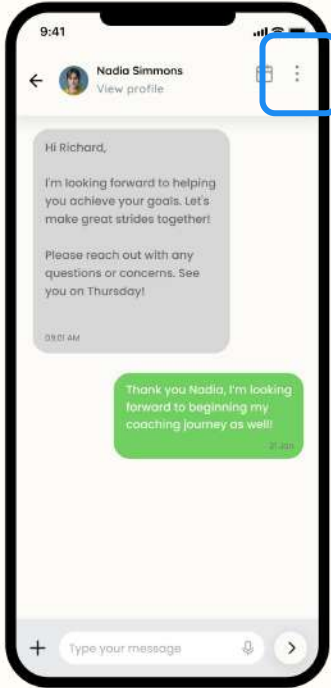 9:41
Nadia Simmons
View profile
Hi Richard,
I'm looking forward to helping
you achieve your goals. Let's
make great strides together!
Please reach out with any
questions or concerns. See
you on Thursday!
09:01 AM
Thank you Nadia, I'm looking
forward to beginning my
coaching journey as well!
21 Jan
Type your message